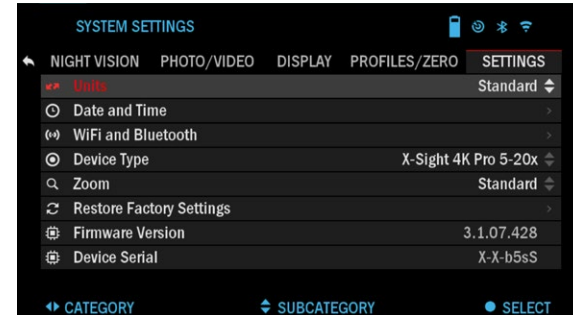 SYSTEM SETTINGS
NIGHT VISION PHOTO/VIDEO DISPLAY PROFILES/ZERO SETTINGS
Units Standard
Date and Time
WiFi and Bluetooth
Device Type X-Sight 4K Pro 5-20x
Zoom Standard
Restore Factory Settings
Firmware Version 3.1.07.428
Device Serial X-X-b5sS
CATEGORY SUBCATEGORY SELECT